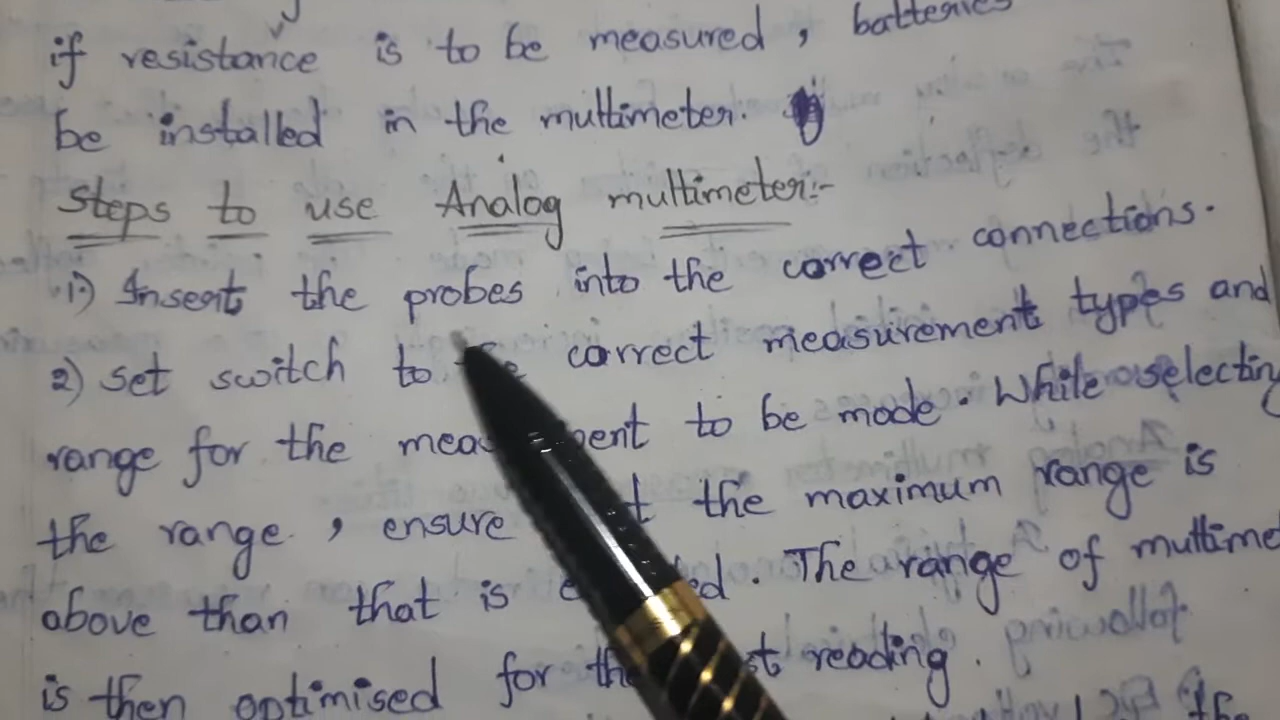 if resistance is to be measured, batteries
be installed in the multimeter.
Steps to use Analog multimeter:-
1) Insert the probes into the correct connections.
2) set switch to correct measurement types and
range for the to be made. While
the range, ensure the maximum range is
above than that is . The range of
is then optimised for reading.